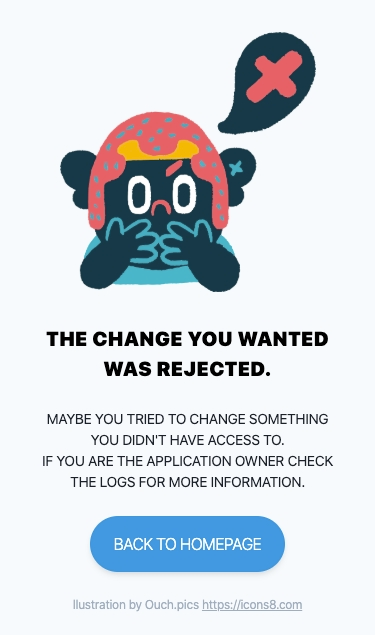 THE CHANGE YOU WANTED
WAS REJECTED.
MAYBE YOU TRIED TO CHANGE SOMETHING
YOU DIDN'T HAVE ACCESS TO.
IF YOU ARE THE APPLICATION OWNER CHECK
THE LOGS FOR MORE INFORMATION.
BACK TO HOMEPAGE
llustration by Ouch.pics https://icons8.com